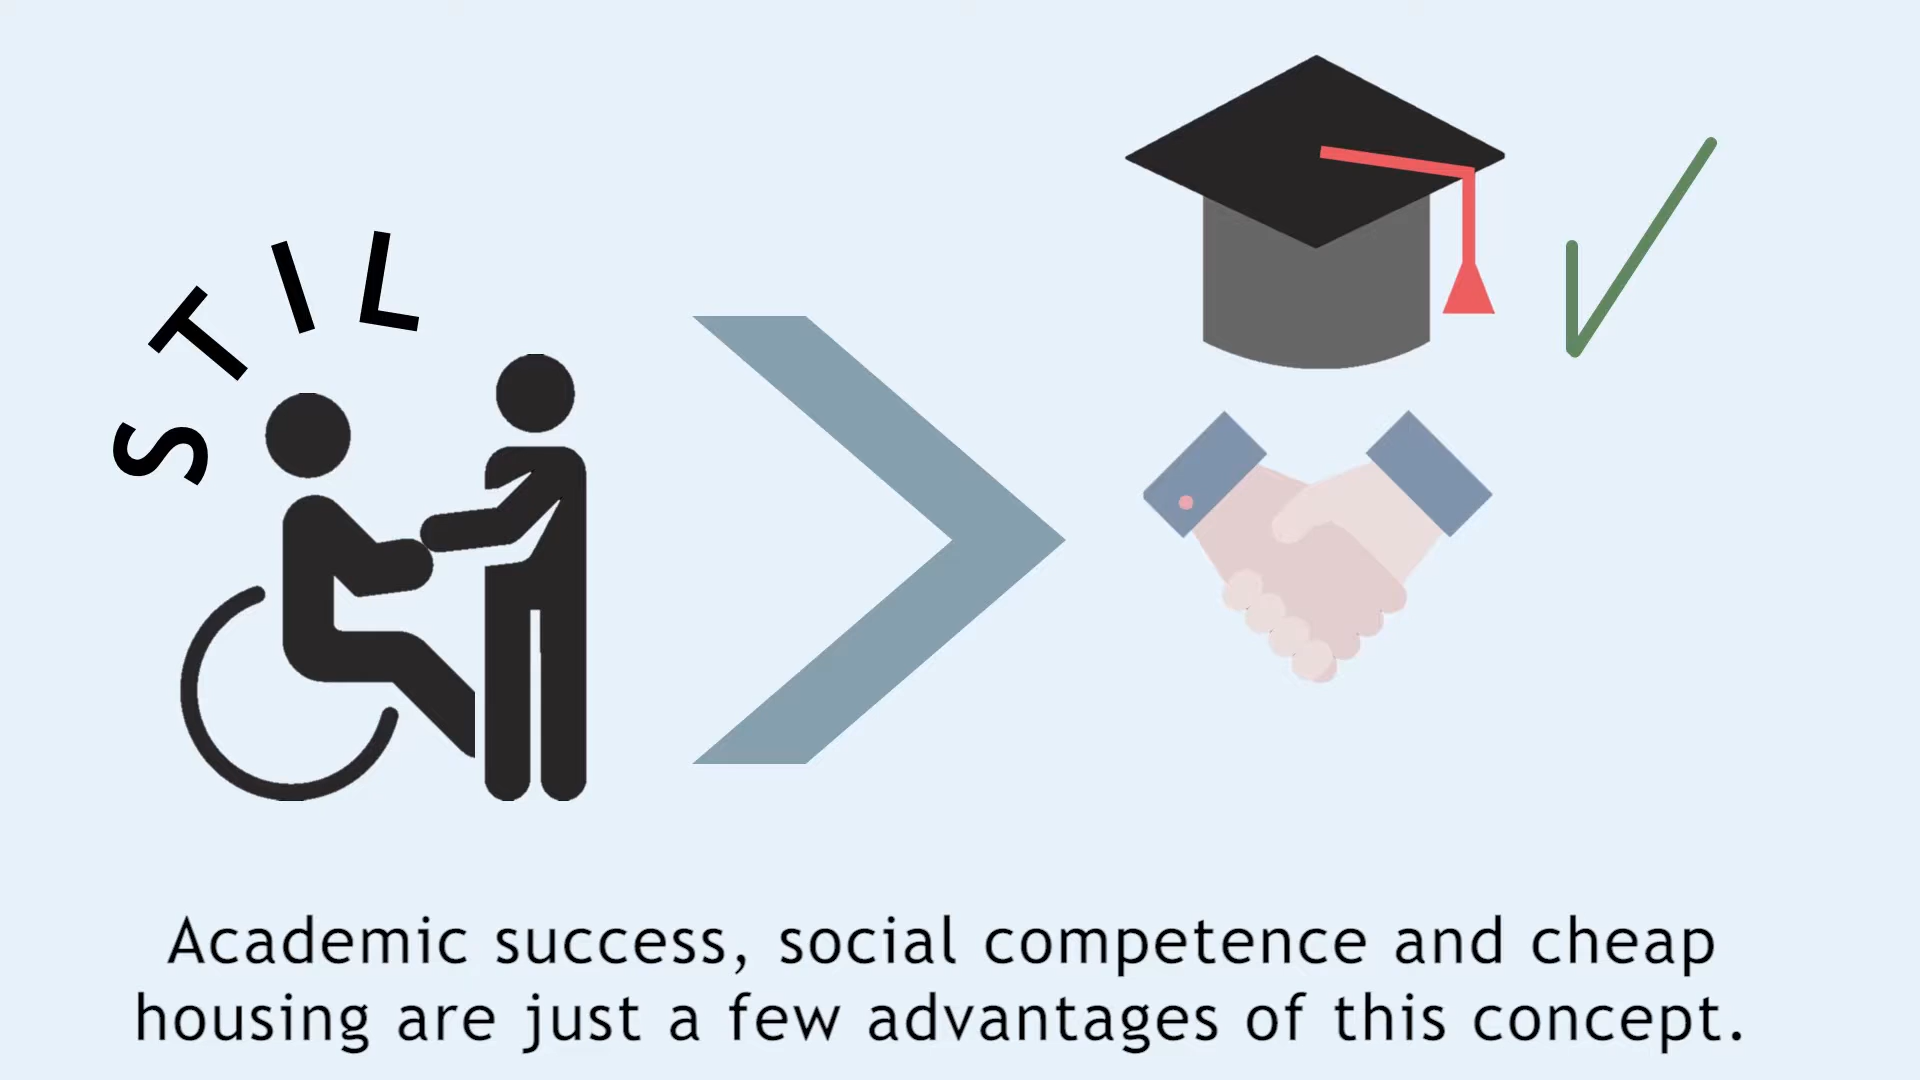 STIL
Academic success, social competence and cheap
housing are just a few advantages of this concept.